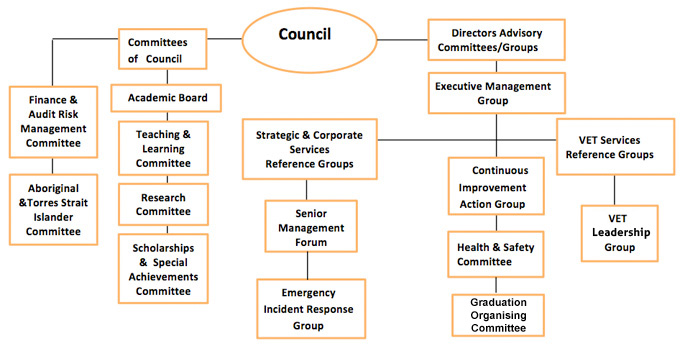 Council
Committees
of Council
Directors Advisory
Committees/Groups
Finance &
Audit Risk
Management
Committee
Aboriginal
&Torres Strait
Islander
Committee
Academic Board
Teaching &
Learning
Committee
Research
Committee
Scholarships
& Special
Achievements
Committee
Executive Management
Group
Strategic & Corporate
Services
Reference Groups
Senior
Management
Forum
Emergency
Incident Response
Group
Continuous
Improvement
Action Group
Health & Safety
Committee
Graduation
Organising
Committee
VET Services
Reference Groups
VET
Leadership
Group